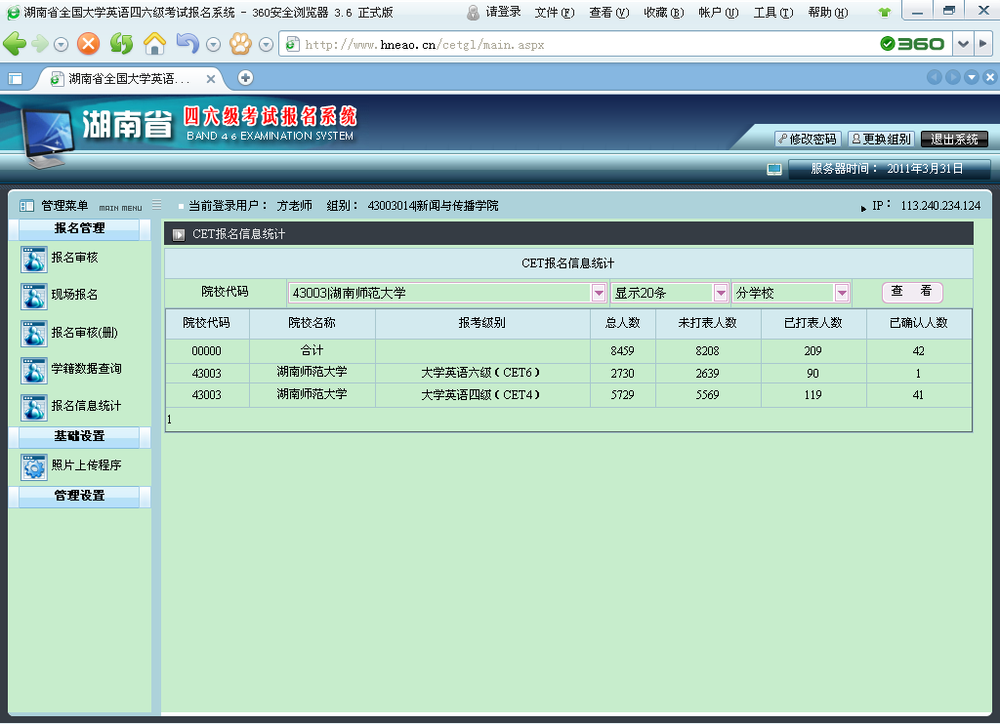 湖南省全国大学英语四六级考试报名系统 - 360安全浏览器 3.6 正式版 请登录 文件(F) 查看(V) 收藏(B) 帐户(U) 工具(T) 帮助(H)
http://www.hneao.cn/cetgl/main.aspx 360
湖南省全国大学英语...
湖南省 四六级考试报名系统
BAND 4 6 EXAMINATION SYSTEM
修改密码 更换组别 退出系统
服务器时间： 2011年3月31日
管理菜单 MAIN MENU 当前登录用户： 方老师 组别： 43003014|新闻与传播学院 IP： 113.240.234.124
报名管理
报名审核
现场报名
报名审核(册)
学籍数据查询
报名信息统计
基础设置
照片上传程序
管理设置
CET报名信息统计
CET报名信息统计
院校代码 43003|湖南师范大学 显示20条 分学校 查 看
院校代码 院校名称 报考级别 总人数 未打表人数 已打表人数 已确认人数
00000 合计 8459 8208 209 42
43003 湖南师范大学 大学英语六级（CET6） 2730 2639 90 1
43003 湖南师范大学 大学英语四级（CET4） 5729 5569 119 41
1